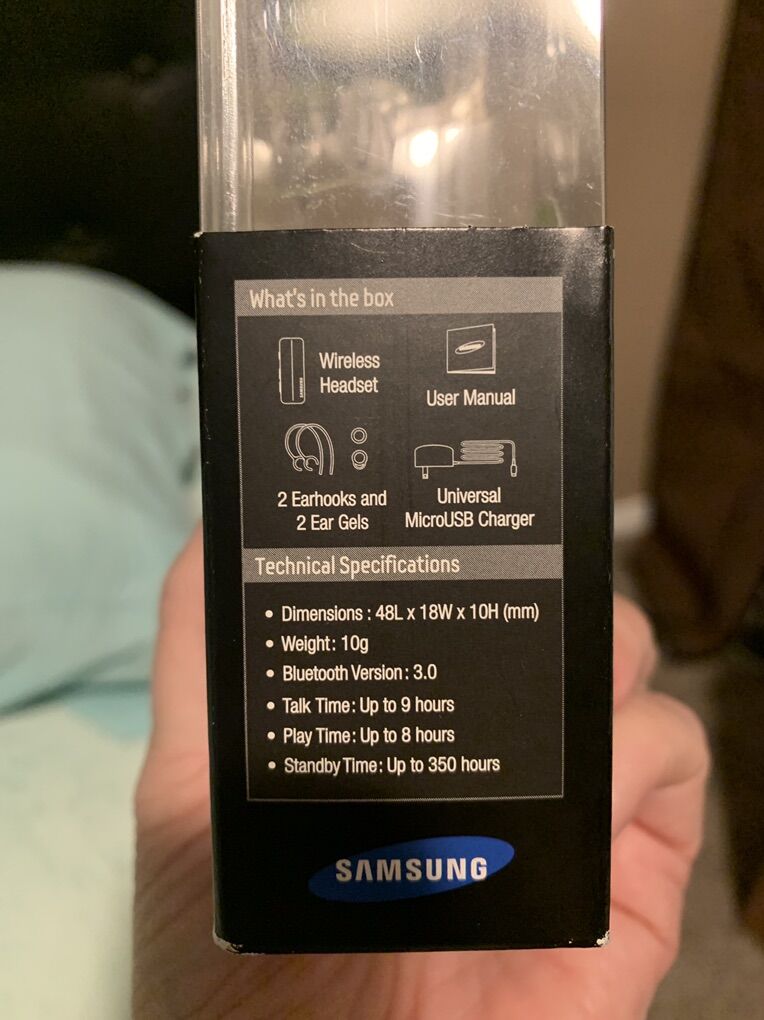 What's in the box
Wireless
Headset
SAMSUNG
SAMSUNG
User Manual
2 Earhooks and
2 Ear Gels
Universal
MicroUSB Charger
Technical Specifications
• Dimensions : 48L x 18W x 10H (mm)
• Weight : 10g
• Bluetooth Version : 3.0
• Talk Time : Up to 9 hours
• Play Time : Up to 8 hours
• Standby Time : Up to 350 hours
SAMSUNG